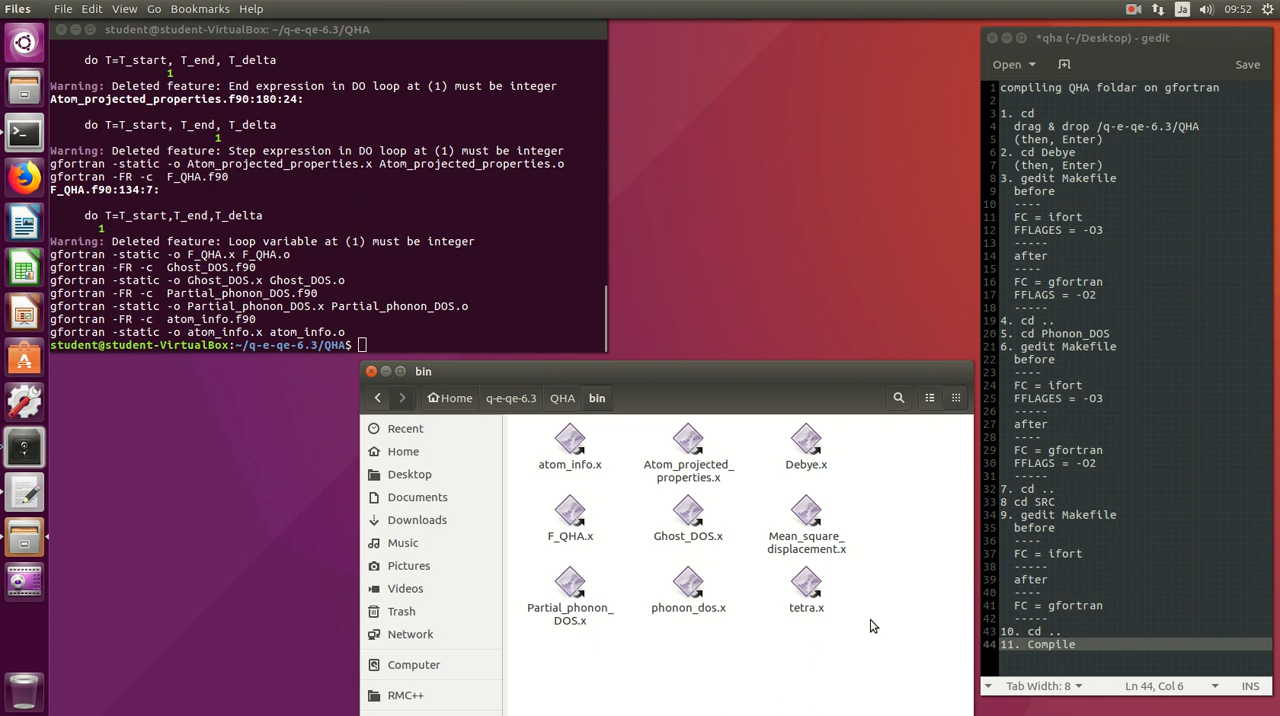 Files File Edit View Go Bookmarks Help Ja 09:52
student@student-VirtualBox: ~/q-e-qe-6.3/QHA
do T=T_start, T_end, T_delta
1
Warning: Deleted feature: End expression in DO loop at (1) must be integer
Atom_projected_properties.f90:180:24:
do T=T_start, T_end, T_delta
1
Warning: Deleted feature: Step expression in DO loop at (1) must be integer
gfortran -static -o Atom_projected_properties.x Atom_projected_properties.o
gfortran -FR -c  F_QHA.f90
F_QHA.f90:134:7:
do T=T_start,T_end,T_delta
1
Warning: Deleted feature: Loop variable at (1) must be integer
gfortran -static -o F_QHA.x F_QHA.o
gfortran -FR -c  Ghost_DOS.f90
gfortran -static -o Ghost_DOS.x Ghost_DOS.o
gfortran -FR -c  Partial_phonon_DOS.f90
gfortran -static -o Partial_phonon_DOS.x Partial_phonon_DOS.o
gfortran -FR -c  atom_info.f90
gfortran -static -o atom_info.x atom_info.o
student@student-VirtualBox:~/q-e-qe-6.3/QHA$
bin
Home q-e-qe-6.3 QHA bin
Recent
Home
Desktop
Documents
Downloads
Music
Pictures
Videos
Trash
Network
Computer
RMC++
atom_info.x
Atom_projected_
properties.x
Debye.x
F_QHA.x
Ghost_DOS.x
Mean_square_
displacement.x
Partial_phonon_
DOS.x
phonon_dos.x
tetra.x
*qha (~/Desktop) - gedit
Open Save
1 compiling QHA foldar on gfortran
2
3 1. cd
4 drag & drop /q-e-qe-6.3/QHA
5 (then, Enter)
6 2. cd Debye
7 (then, Enter)
8 3. gedit Makefile
9 before
10 ----
11 FC = ifort
12 FFLAGES = -O3
13 -----
14 after
15 ----
16 FC = gfortran
17 FFLAGS = -O2
18 -----
19 4. cd ..
20 5. cd Phonon_DOS
21 6. gedit Makefile
22 before
23 ----
24 FC = ifort
25 FFLAGES = -O3
26 -----
27 after
28 ----
29 FC = gfortran
30 FFLAGS = -O2
31 -----
32 7. cd ..
33 8 cd SRC
34 9. gedit Makefile
35 before
36 ----
37 FC = ifort
38 -----
39 after
40 ----
41 FC = gfortran
42 -----
43 10. cd ..
44 11. Compile
Tab Width: 8 Ln 44, Col 6 INS